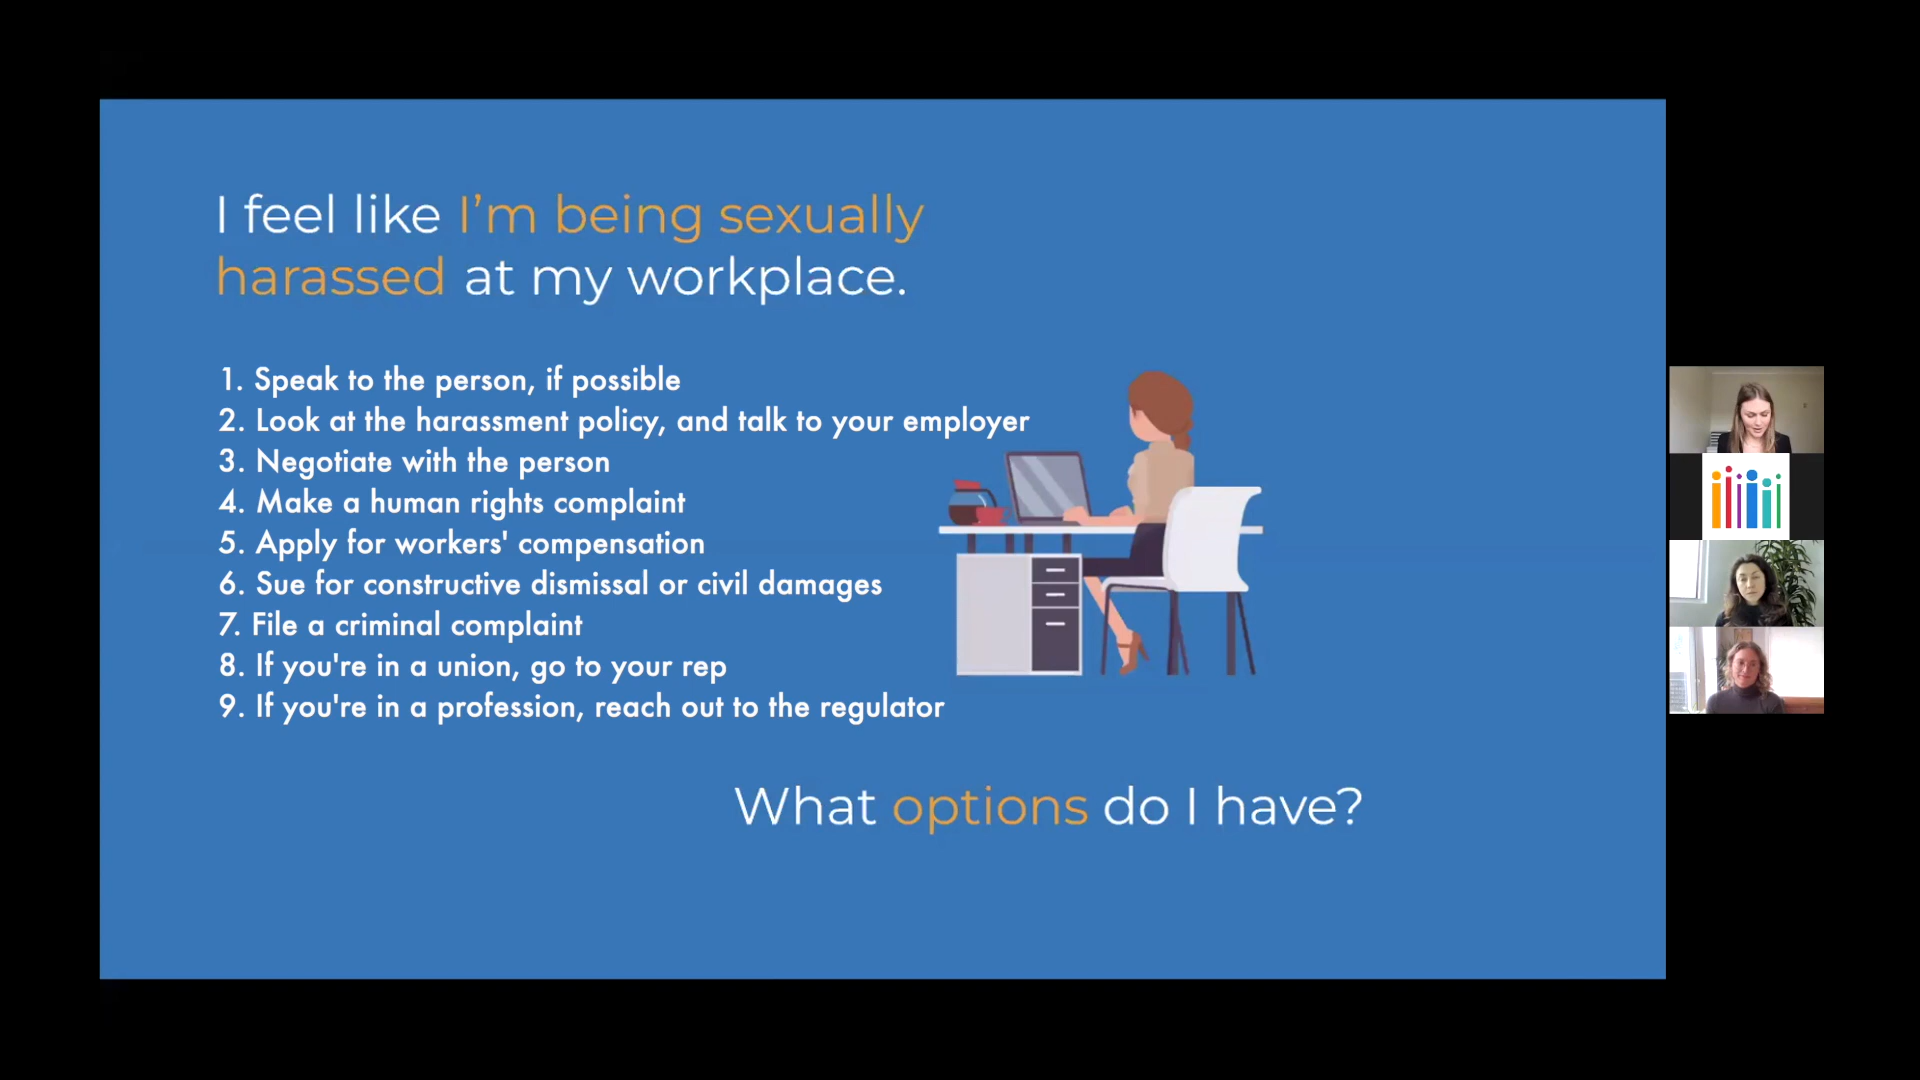 I feel like I’m being sexually
harassed at my workplace.
1. Speak to the person, if possible
2. Look at the harassment policy, and talk to your employer
3. Negotiate with the person
4. Make a human rights complaint
5. Apply for workers' compensation
6. Sue for constructive dismissal or civil damages
7. File a criminal complaint
8. If you're in a union, go to your rep
9. If you're in a profession, reach out to the regulator
What options do I have?